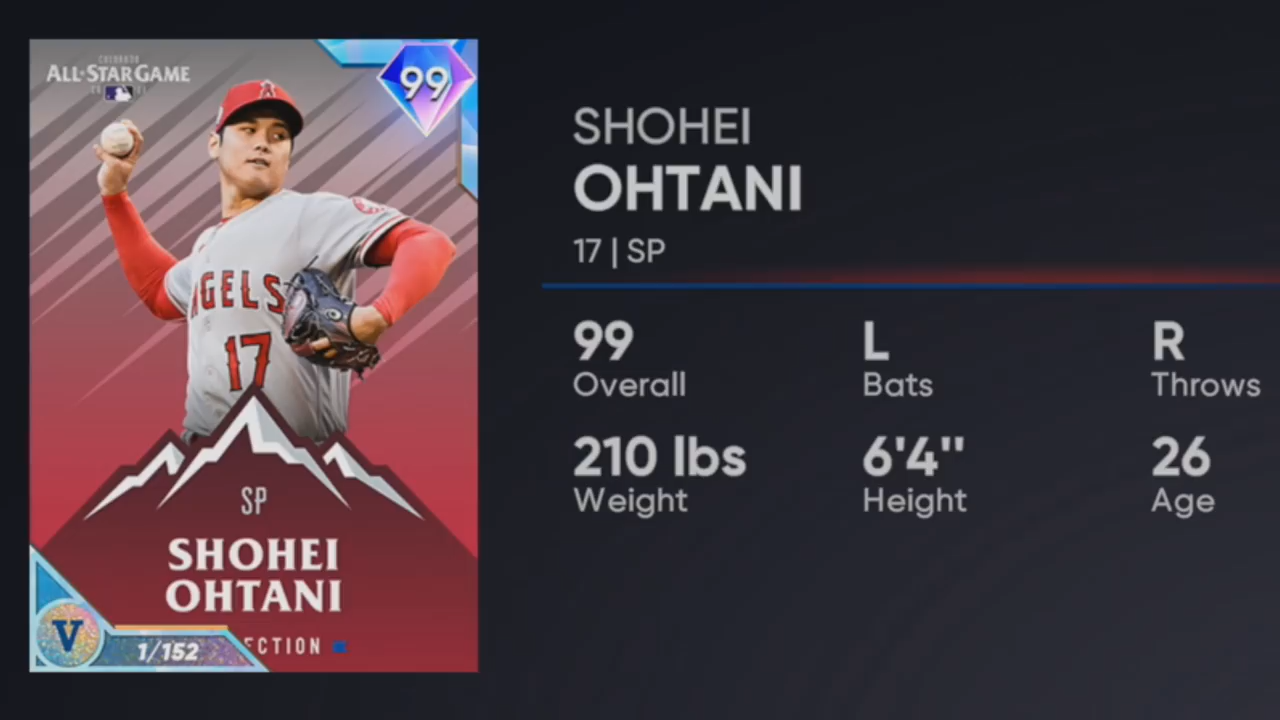 COLORADO
ALL★STAR GAME
99
A
ANGELS
17
SP
SHOHEI
OHTANI
V
1/152
ECTION
SHOHEI
OHTANI
17 | SP
99
Overall
L
Bats
R
Throws
210 lbs
Weight
6'4"
Height
26
Age